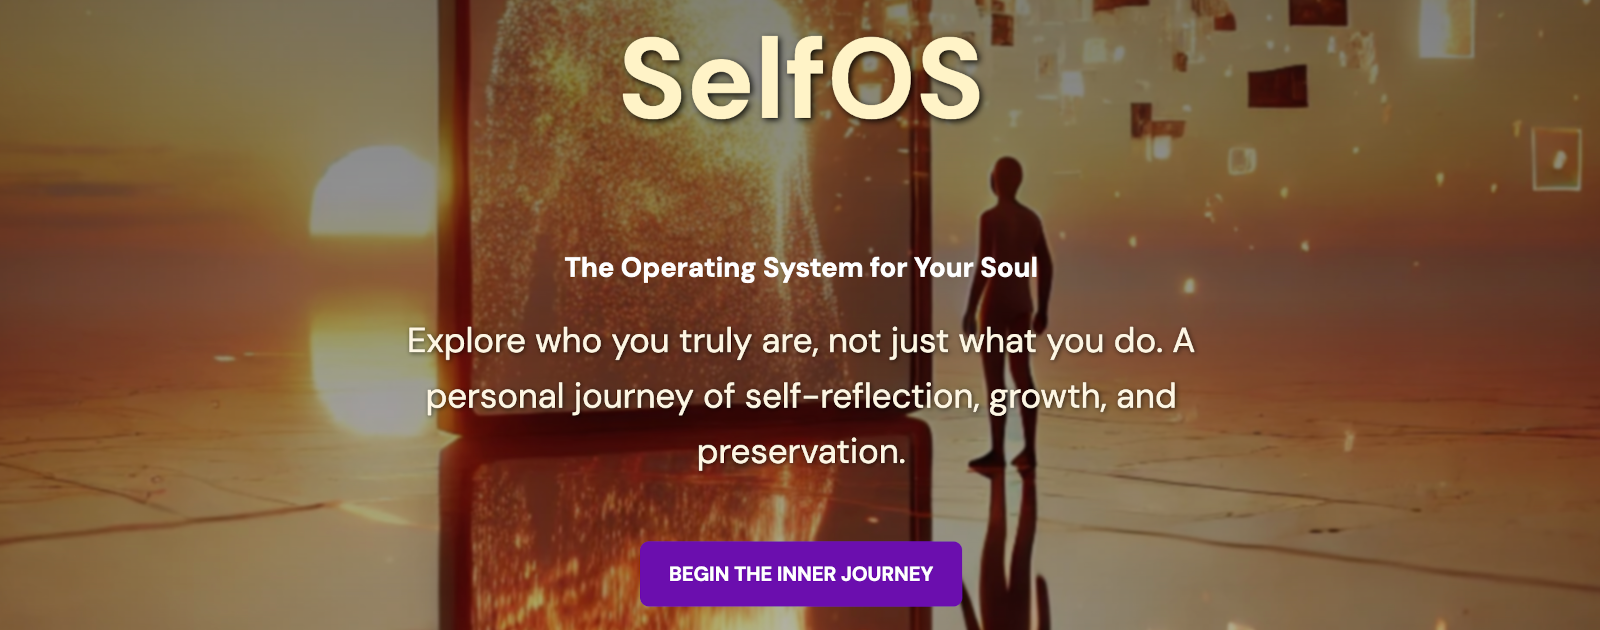 SelfOS
The Operating System for Your Soul
Explore who you truly are, not just what you do. A
personal journey of self-reflection, growth, and
preservation.
BEGIN THE INNER JOURNEY